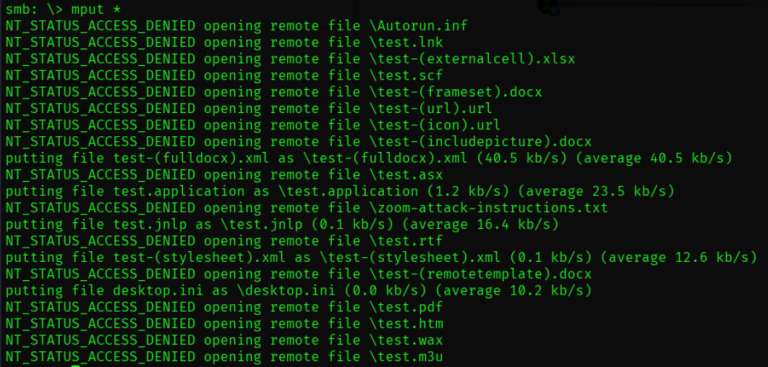 smb: \> mput *
NT_STATUS_ACCESS_DENIED opening remote file \Autorun.inf
NT_STATUS_ACCESS_DENIED opening remote file \test.lnk
NT_STATUS_ACCESS_DENIED opening remote file \test-(externalcell).xlsx
NT_STATUS_ACCESS_DENIED opening remote file \test.scf
NT_STATUS_ACCESS_DENIED opening remote file \test-(frameset).docx
NT_STATUS_ACCESS_DENIED opening remote file \test-(url).url
NT_STATUS_ACCESS_DENIED opening remote file \test-(icon).url
NT_STATUS_ACCESS_DENIED opening remote file \test-(includepicture).docx
putting file test-(fulldocx).xml as \test-(fulldocx).xml (40.5 kb/s) (average 40.5 kb/s)
NT_STATUS_ACCESS_DENIED opening remote file \test.asx
putting file test.application as \test.application (1.2 kb/s) (average 23.5 kb/s)
NT_STATUS_ACCESS_DENIED opening remote file \zoom-attack-instructions.txt
putting file test.jnlp as \test.jnlp (0.1 kb/s) (average 16.4 kb/s)
NT_STATUS_ACCESS_DENIED opening remote file \test.rtf
putting file test-(stylesheet).xml as \test-(stylesheet).xml (0.1 kb/s) (average 12.6 kb/s)
NT_STATUS_ACCESS_DENIED opening remote file \test-(remotetemplate).docx
putting file desktop.ini as \desktop.ini (0.0 kb/s) (average 10.2 kb/s)
NT_STATUS_ACCESS_DENIED opening remote file \test.pdf
NT_STATUS_ACCESS_DENIED opening remote file \test.htm
NT_STATUS_ACCESS_DENIED opening remote file \test.wax
NT_STATUS_ACCESS_DENIED opening remote file \test.m3u